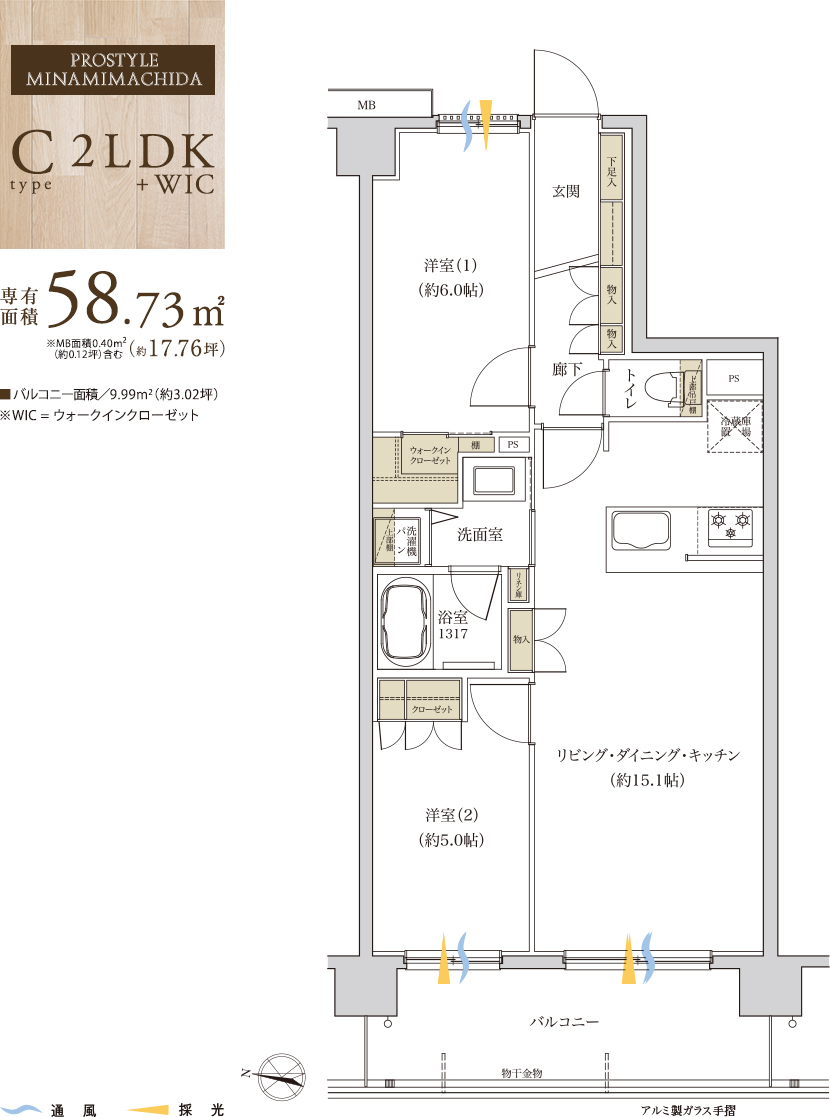 PROSTYLE
MINAMIMACHIDA
C type
2LDK
+WIC
専有面積 58.73㎡
※MB面積0.40m²(約0.12坪)含む
(約17.76坪)
■バルコニー面積／9.99m²(約3.02坪)
※WIC = ウォークインクローゼット
MB
下足入
玄関
洋室(1)
(約6.0帖)
物入
物入
廊下
トイレ
上部吊戸棚
PS
冷蔵庫置場
ウォークイン
クローゼット
棚
PS
洗面室
洗濯機パン
上部棚
リネン庫
浴室
1317
物入
クローゼット
リビング・ダイニング・キッチン
(約15.1帖)
洋室(2)
(約5.0帖)
バルコニー
N
物干金物
アルミ製ガラス手摺
通風
採光